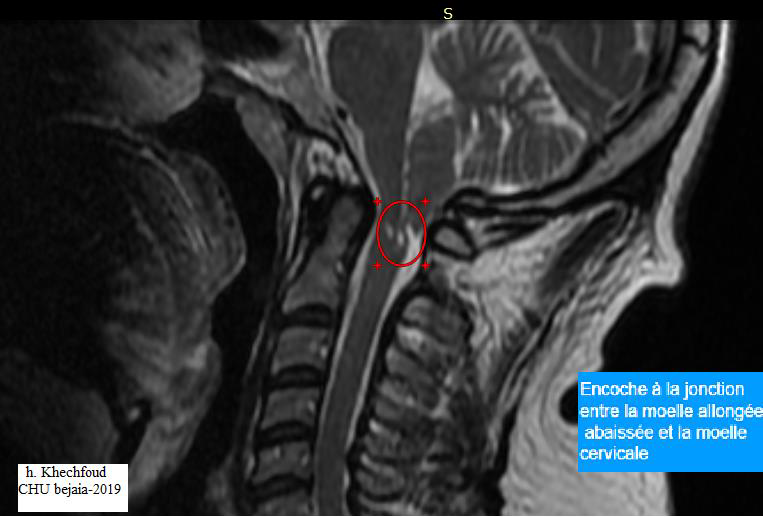 S
Encoche à la jonction
entre la moelle allongée
abaissée et la moelle
cervicale
h. Khechfoud
CHU bejaia-2019